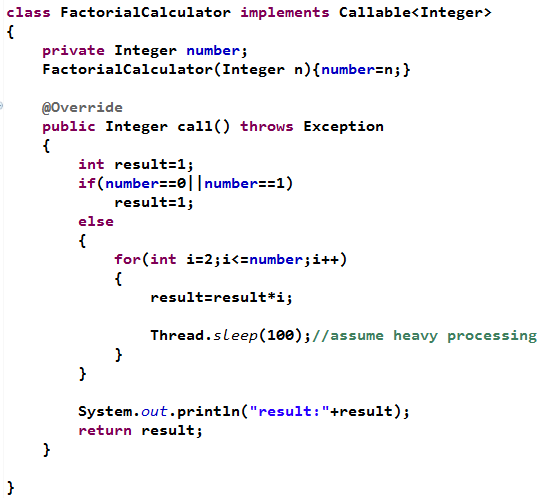 class FactorialCalculator implements Callable<Integer>
{
    private Integer number;
    FactorialCalculator(Integer n){number=n;}

    @Override
    public Integer call() throws Exception
    {
        int result=1;
        if(number==0||number==1)
            result=1;
        else
        {
            for(int i=2;i<=number;i++)
            {
                result=result*i;

                Thread.sleep(100);//assume heavy processing
            }
        }

        System.out.println("result:"+result);
        return result;
    }

}